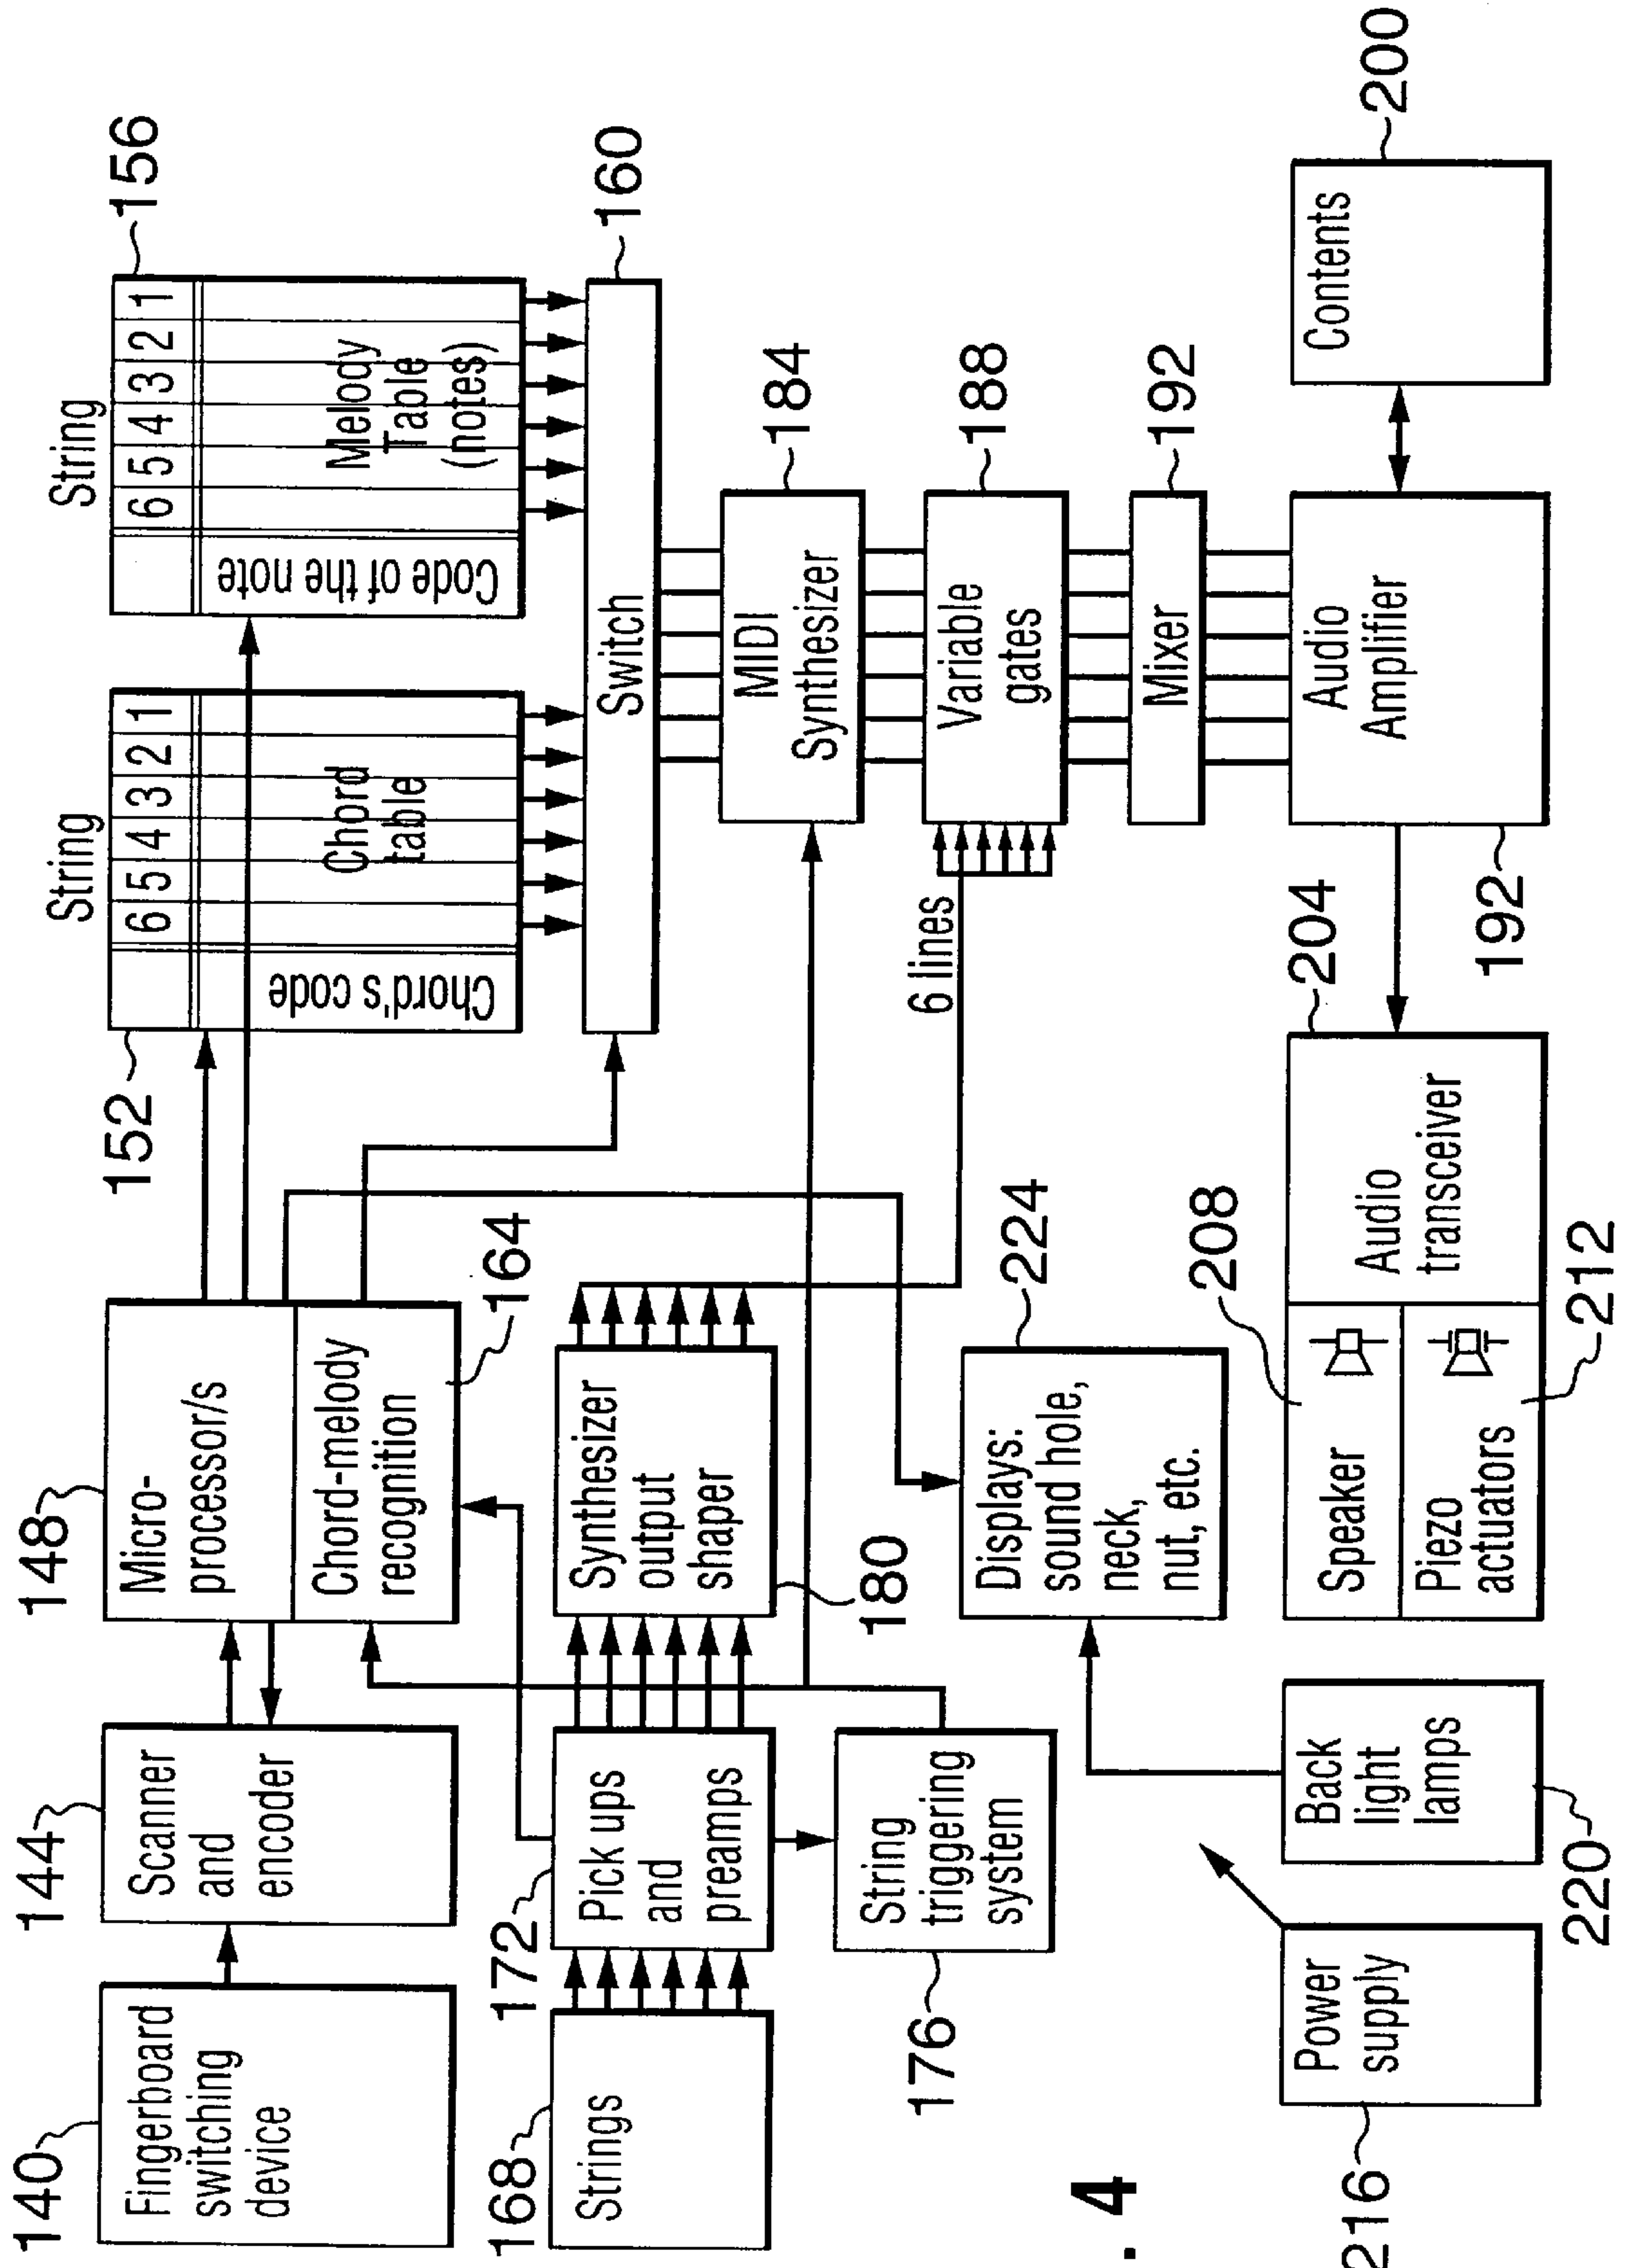 140
Fingerboard
switching
device
144
Scanner
and
encoder
148
Micro-
processor/s
Chord-melody
recognition
164
152
String
6 5 4 3 2 1
Chord's code
Chord
table
String
6 5 4 3 2 1
Code of the note
Melody
Table
(notes)
156
Switch
160
168
Strings
172
Pick ups
and
preamps
Synthesizer
output
shaper
180
176
String
triggering
system
MIDI
Synthesizer
184
6 lines
Variable
gates
188
Mixer
192
Displays:
sound hole,
neck,
nut, etc.
224
216
Power
supply
220
Back
light
lamps
Speaker
208
Piezo
actuators
212
Audio
transceiver
204
Audio
Amplifier
192
Contents
200
. 4